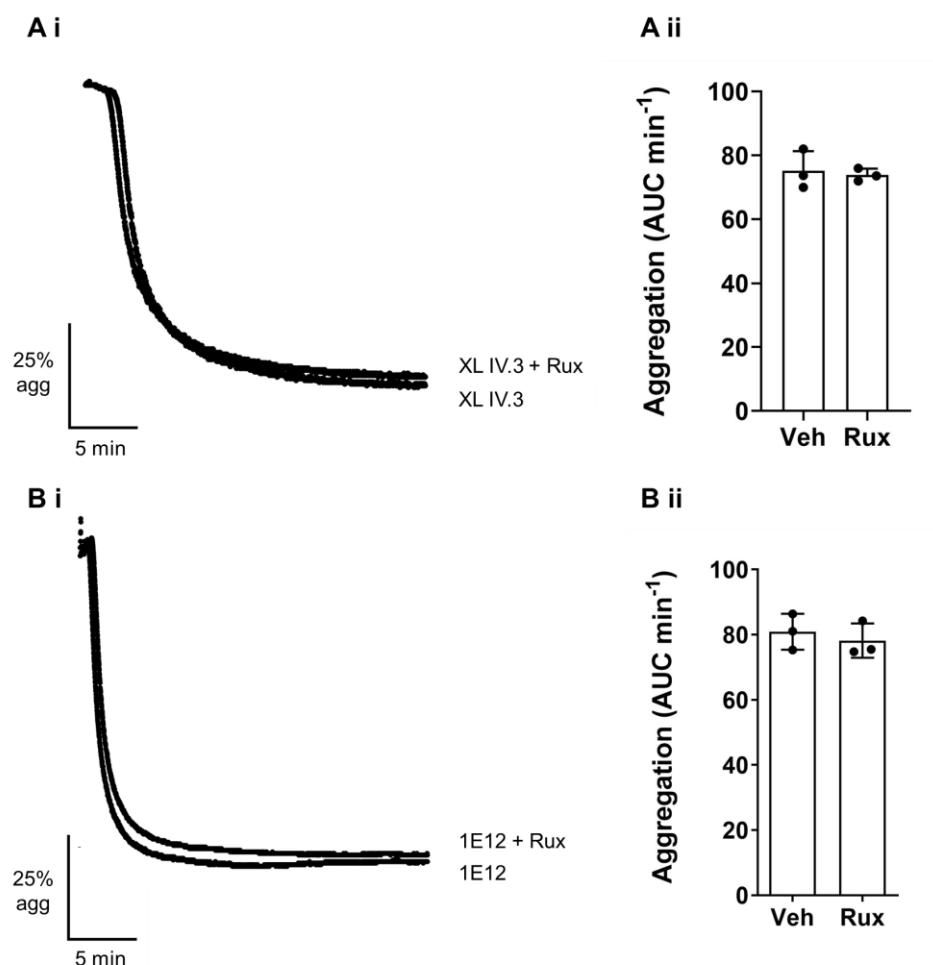 A i
25%
agg
5 min
XL IV.3 + Rux
XL IV.3
A ii
Aggregation (AUC min⁻¹)
100
80
60
40
20
0
Veh Rux
B i
25%
agg
5 min
1E12 + Rux
1E12
B ii
Aggregation (AUC min⁻¹)
100
80
60
40
20
0
Veh Rux